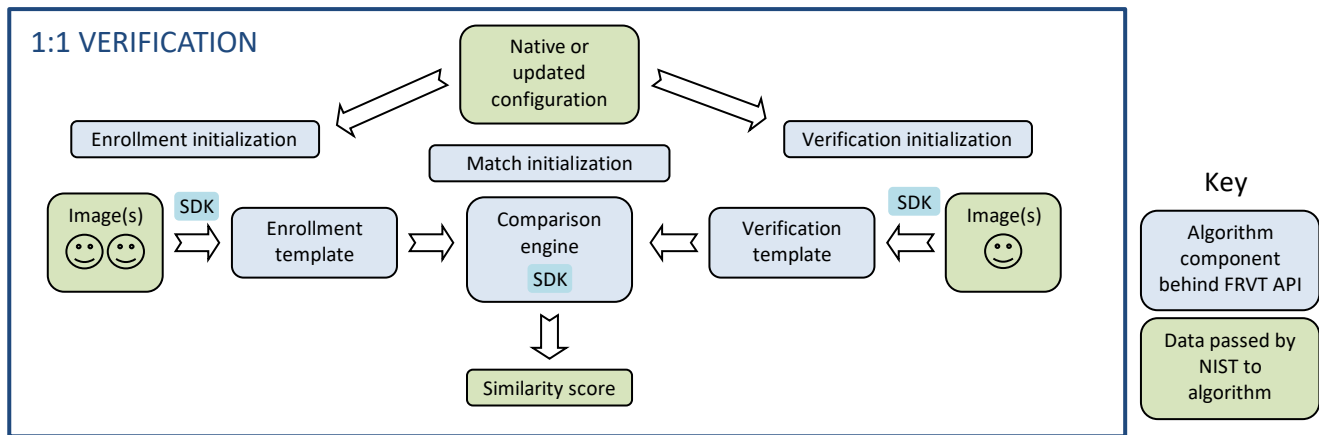 1:1 VERIFICATION
Native or
updated
configuration
Enrollment initialization
Verification initialization
Match initialization
Image(s)
SDK
Enrollment
template
Comparison
engine
SDK
Verification
template
SDK
Image(s)
Similarity score
Key
Algorithm
component
behind FRVT API
Data passed by
NIST to
algorithm